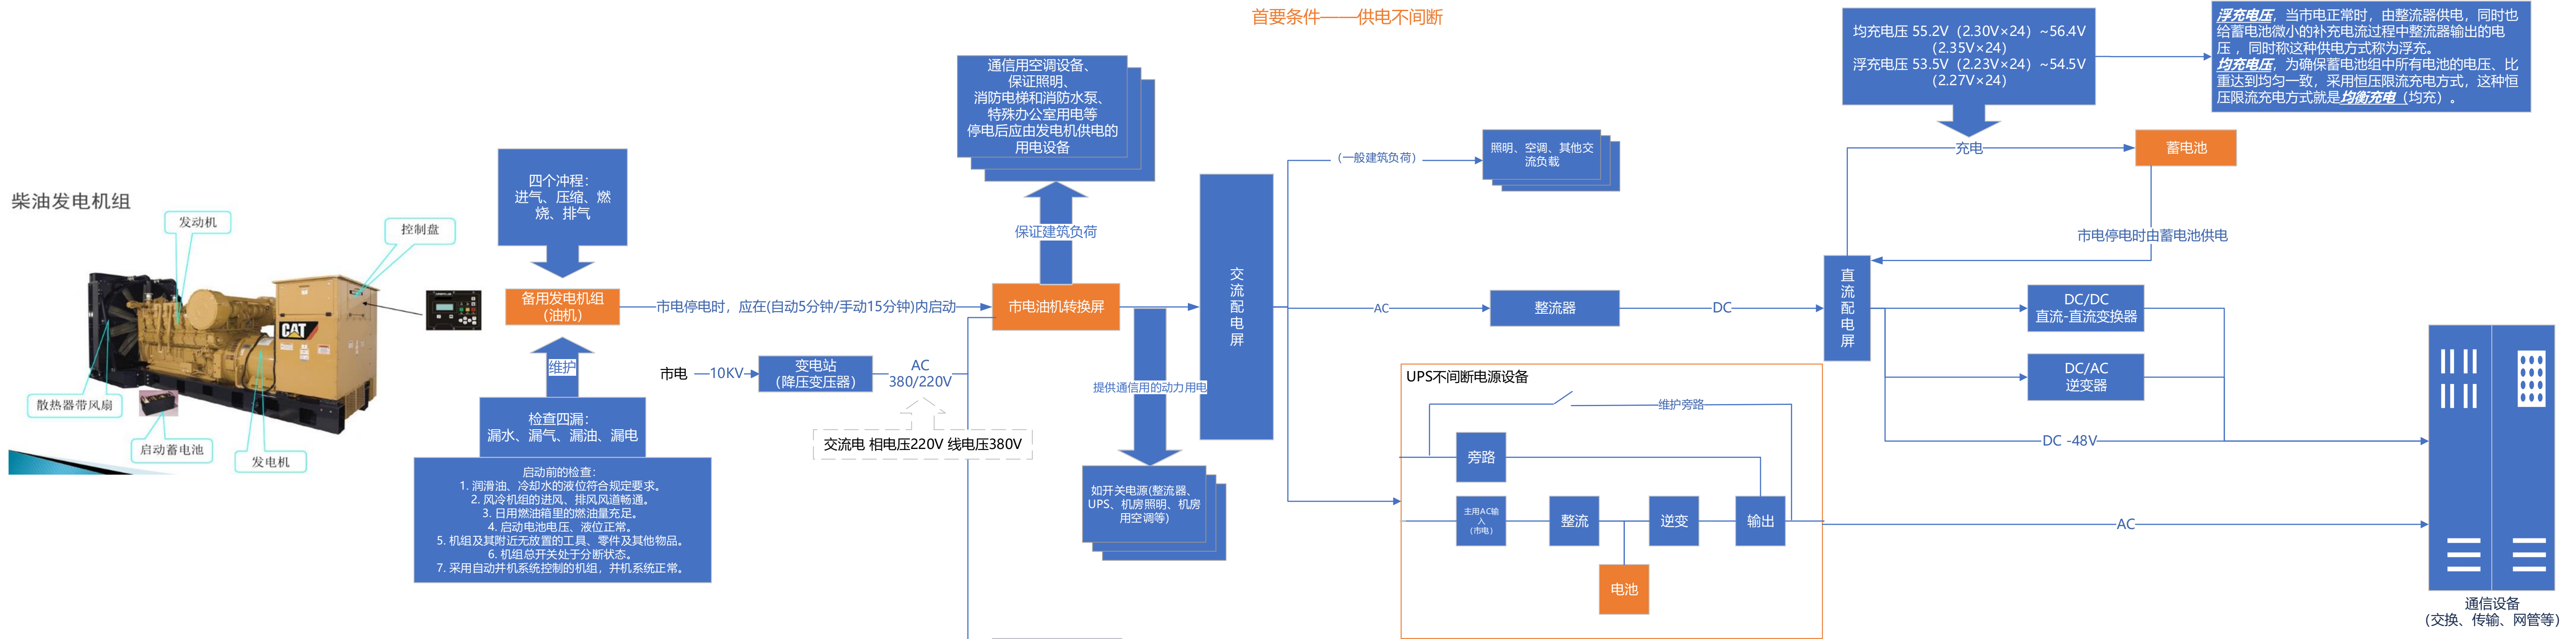 首要条件——供电不间断
柴油发电机组
发动机
控制盘
CAT
散热器带风扇
启动蓄电池
发电机
四个冲程：
进气、压缩、燃
烧、排气
备用发电机组
（油机）
维护
检查四漏：
漏水、漏气、漏油、漏电
启动前的检查：
1. 润滑油、冷却水的液位符合规定要求。
2. 风冷机组的进风、排风风道畅通。
3. 日用燃油箱里的燃油量充足。
4. 启动电池电压、液位正常。
5. 机组及其附近无放置的工具、零件及其他物品。
6. 机组总开关处于分断状态。
7. 采用自动并机系统控制的机组，并机系统正常。
市电停电时，应在(自动5分钟/手动15分钟)内启动
市电
10KV
变电站
（降压变压器）
AC
380/220V
交流电 相电压220V 线电压380V
通信用空调设备、
保证照明、
消防电梯和消防水泵、
特殊办公室用电等
停电后应由发电机供电的
用电设备
保证建筑负荷
市电油机转换屏
提供通信用的动力用电
如开关电源(整流器、
UPS、机房照明、机房
用空调等)
交流配电屏
（一般建筑负荷）
照明、空调、其他交
流负载
AC
整流器
DC
UPS不间断电源设备
维护旁路
旁路
主用AC输
入
（市电）
整流
逆变
输出
电池
均充电压 55.2V（2.30V×24）~56.4V
（2.35V×24）
浮充电压 53.5V（2.23V×24）~54.5V
（2.27V×24）
浮充电压，当市电正常时，由整流器供电，同时也
给蓄电池微小的补充电流过程中整流器输出的电
压 ，同时称这种供电方式称为浮充。
均充电压，为确保蓄电池组中所有电池的电压、比
重达到均匀一致，采用恒压限流充电方式，这种恒
压限流充电方式就是均衡充电（均充）。
充电
蓄电池
市电停电时由蓄电池供电
直流配电屏
DC/DC
直流-直流变换器
DC/AC
逆变器
DC -48V
AC
通信设备
（交换、传输、网管等）